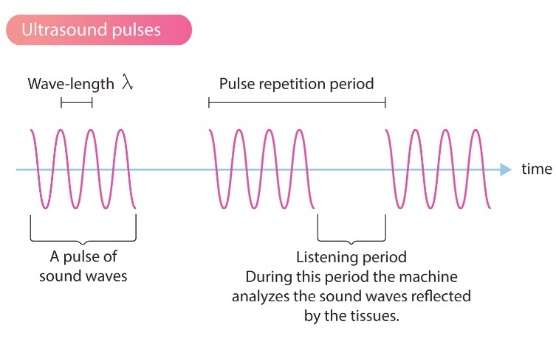 Ultrasound pulses
Wave-length λ
Pulse repetition period
time
A pulse of
sound waves
Listening period
During this period the machine
analyzes the sound waves reflected
by the tissues.